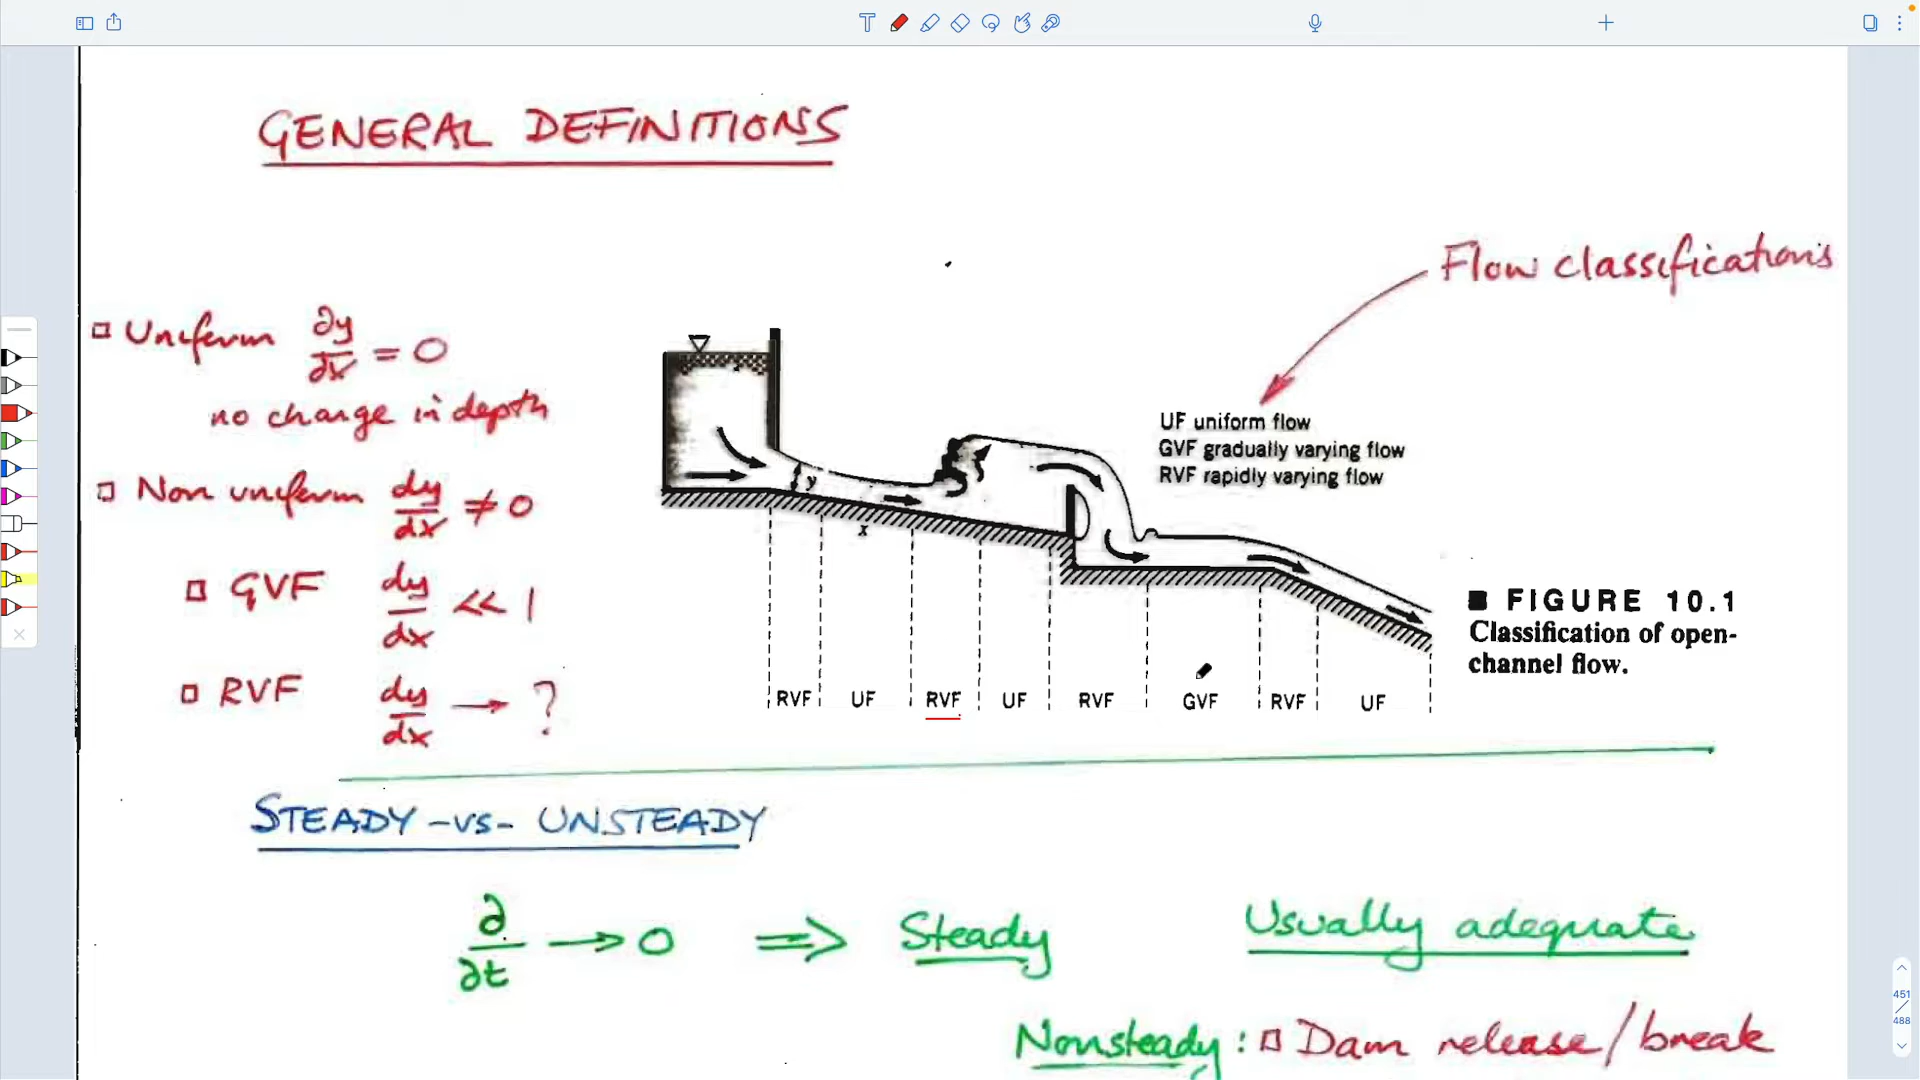 GENERAL DEFINITIONS
Flow classifications
□ Uniform ∂y/∂x = 0
no change in depth
□ Non uniform dy/dx ≠ 0
□ GVF dy/dx << 1
□ RVF dy/dx → ?
UF uniform flow
GVF gradually varying flow
RVF rapidly varying flow
y
x
RVF UF RVF UF RVF GVF RVF UF
■ FIGURE 10.1
Classification of open-
channel flow.
STEADY -vs- UNSTEADY
∂/∂t → 0 ⇒ Steady Usually adequate
Nonsteady: □ Dam release/break
451
/
488